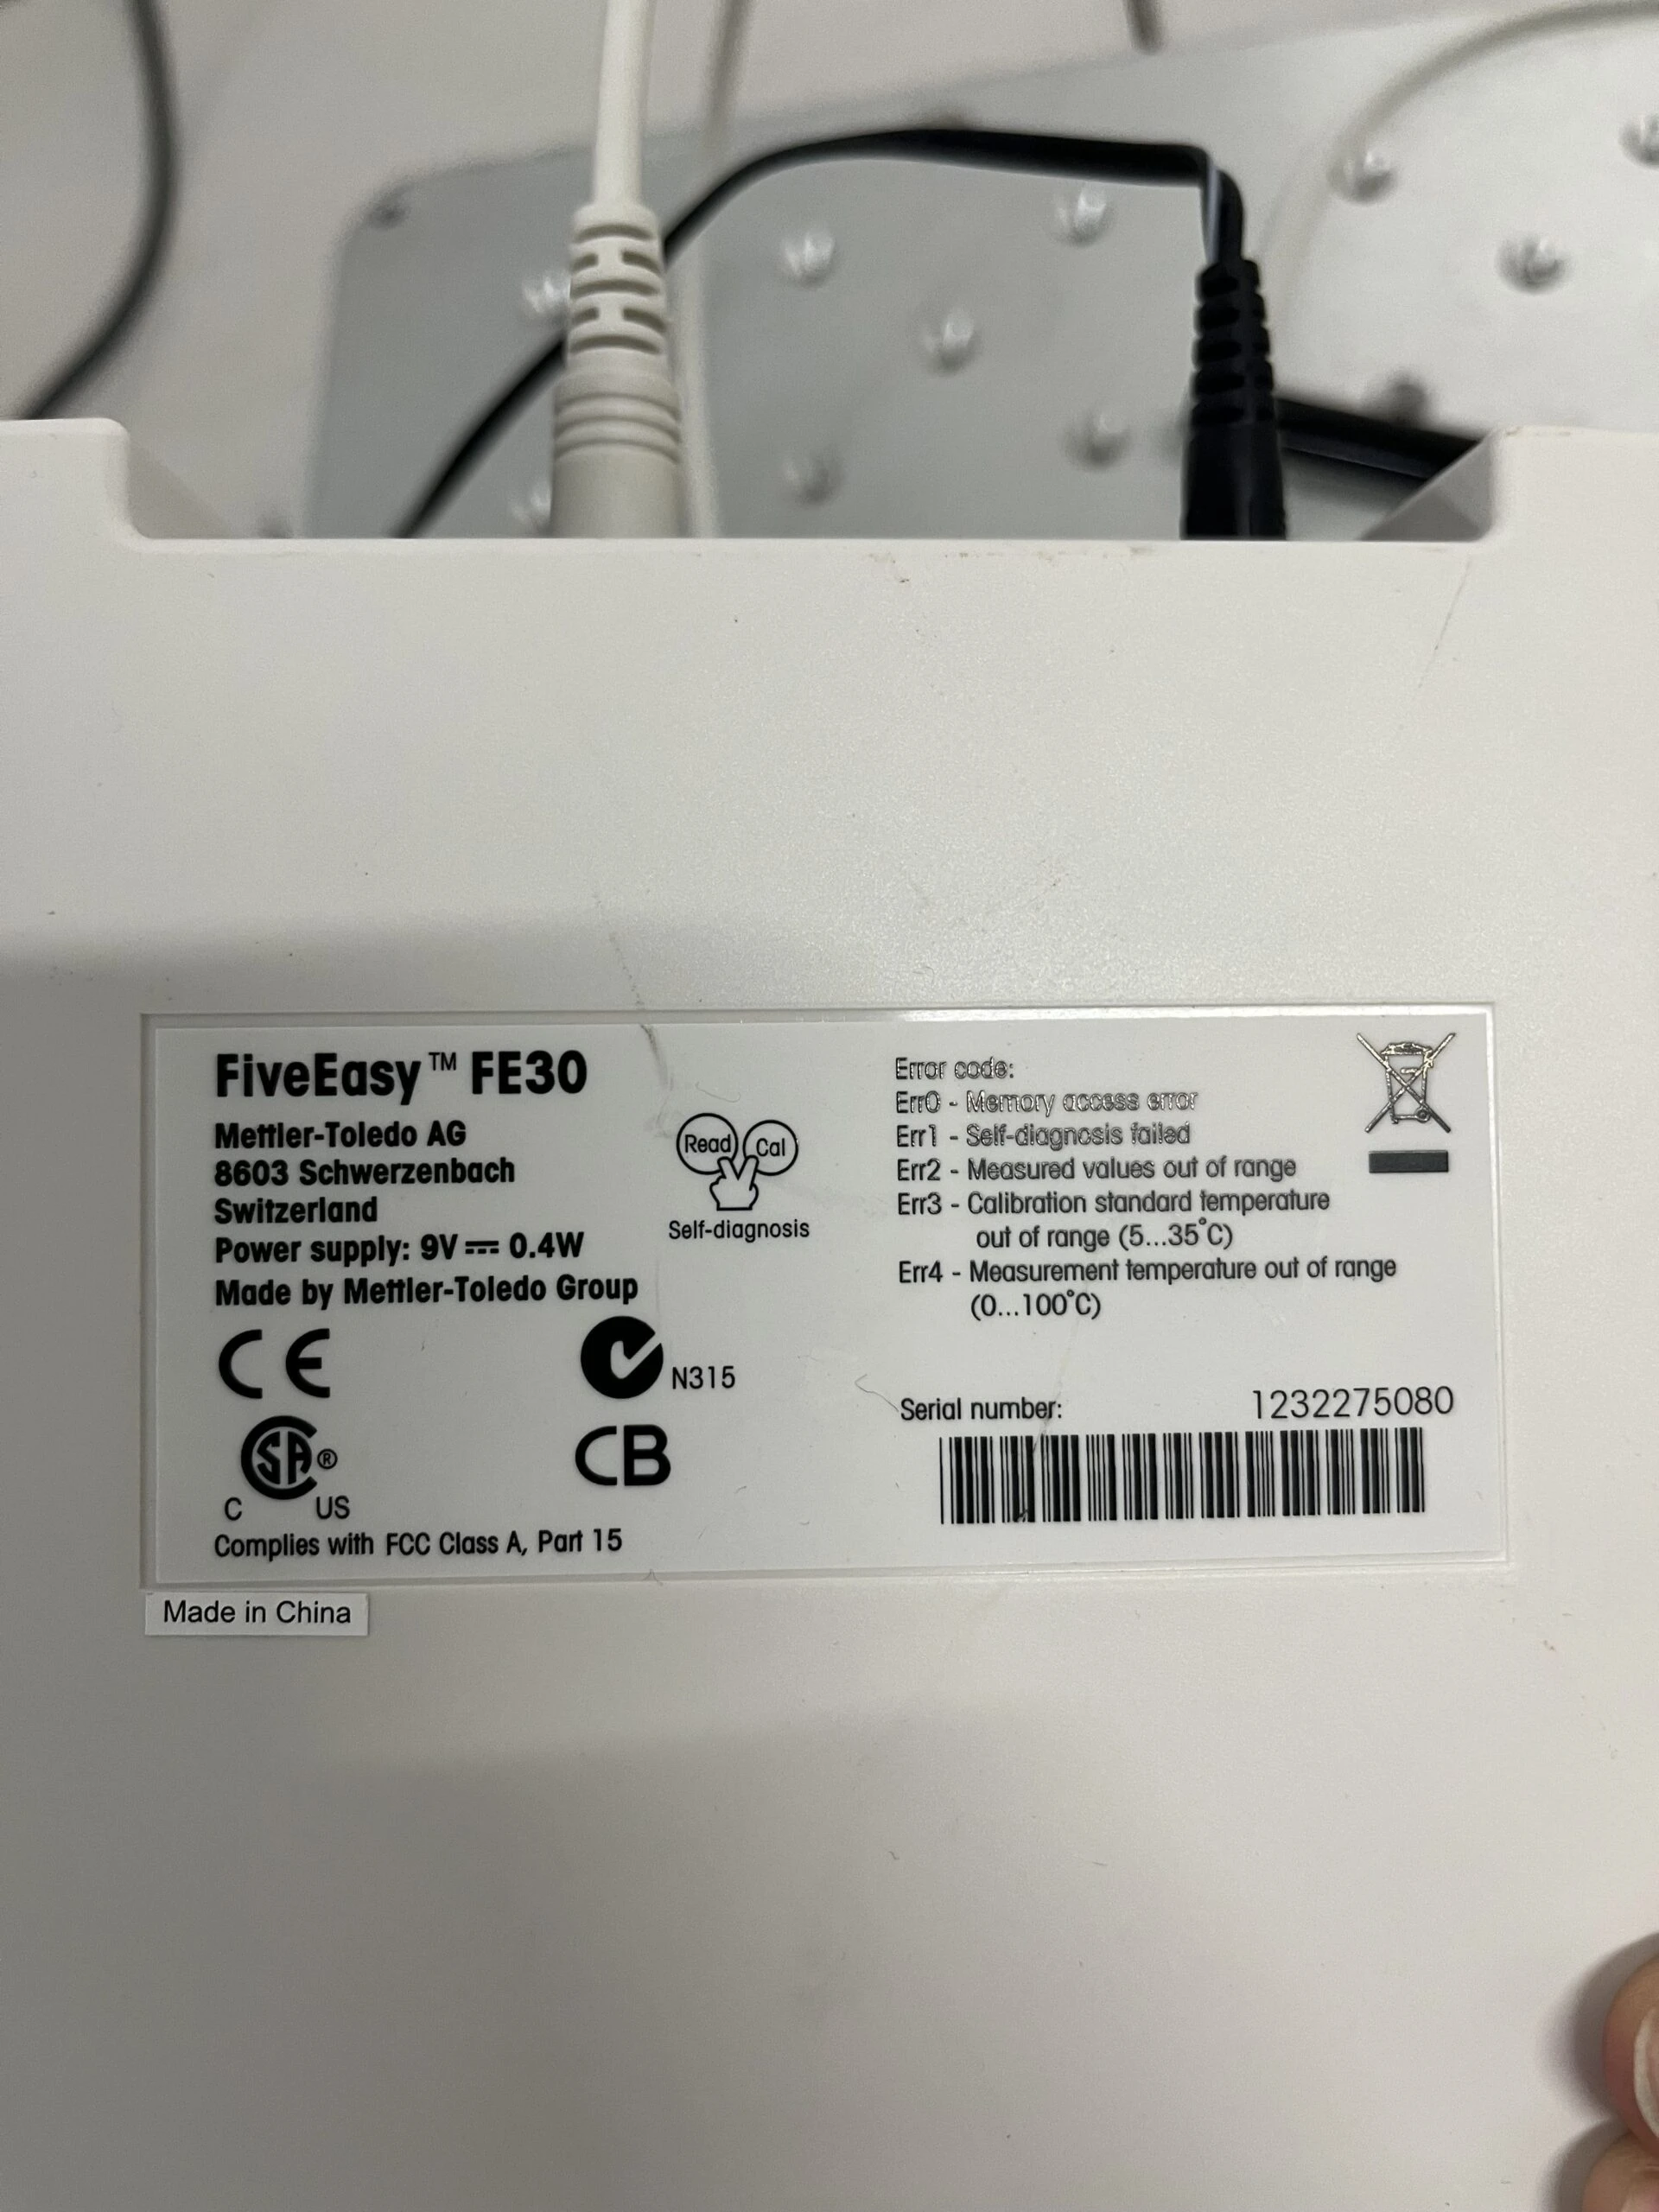 FiveEasy™ FE30
Mettler-Toledo AG
8603 Schwerzenbach
Switzerland
Power supply: 9V ⎓ 0.4W
Made by Mettler-Toledo Group
CE
N315
SA®
C US
CB
Complies with FCC Class A, Part 15
Read Cal
Self-diagnosis
Error code:
Err0 - Memory access error
Err1 - Self-diagnosis failed
Err2 - Measured values out of range
Err3 - Calibration standard temperature
out of range (5...35°C)
Err4 - Measurement temperature out of range
(0...100°C)
Serial number: 1232275080
Made in China